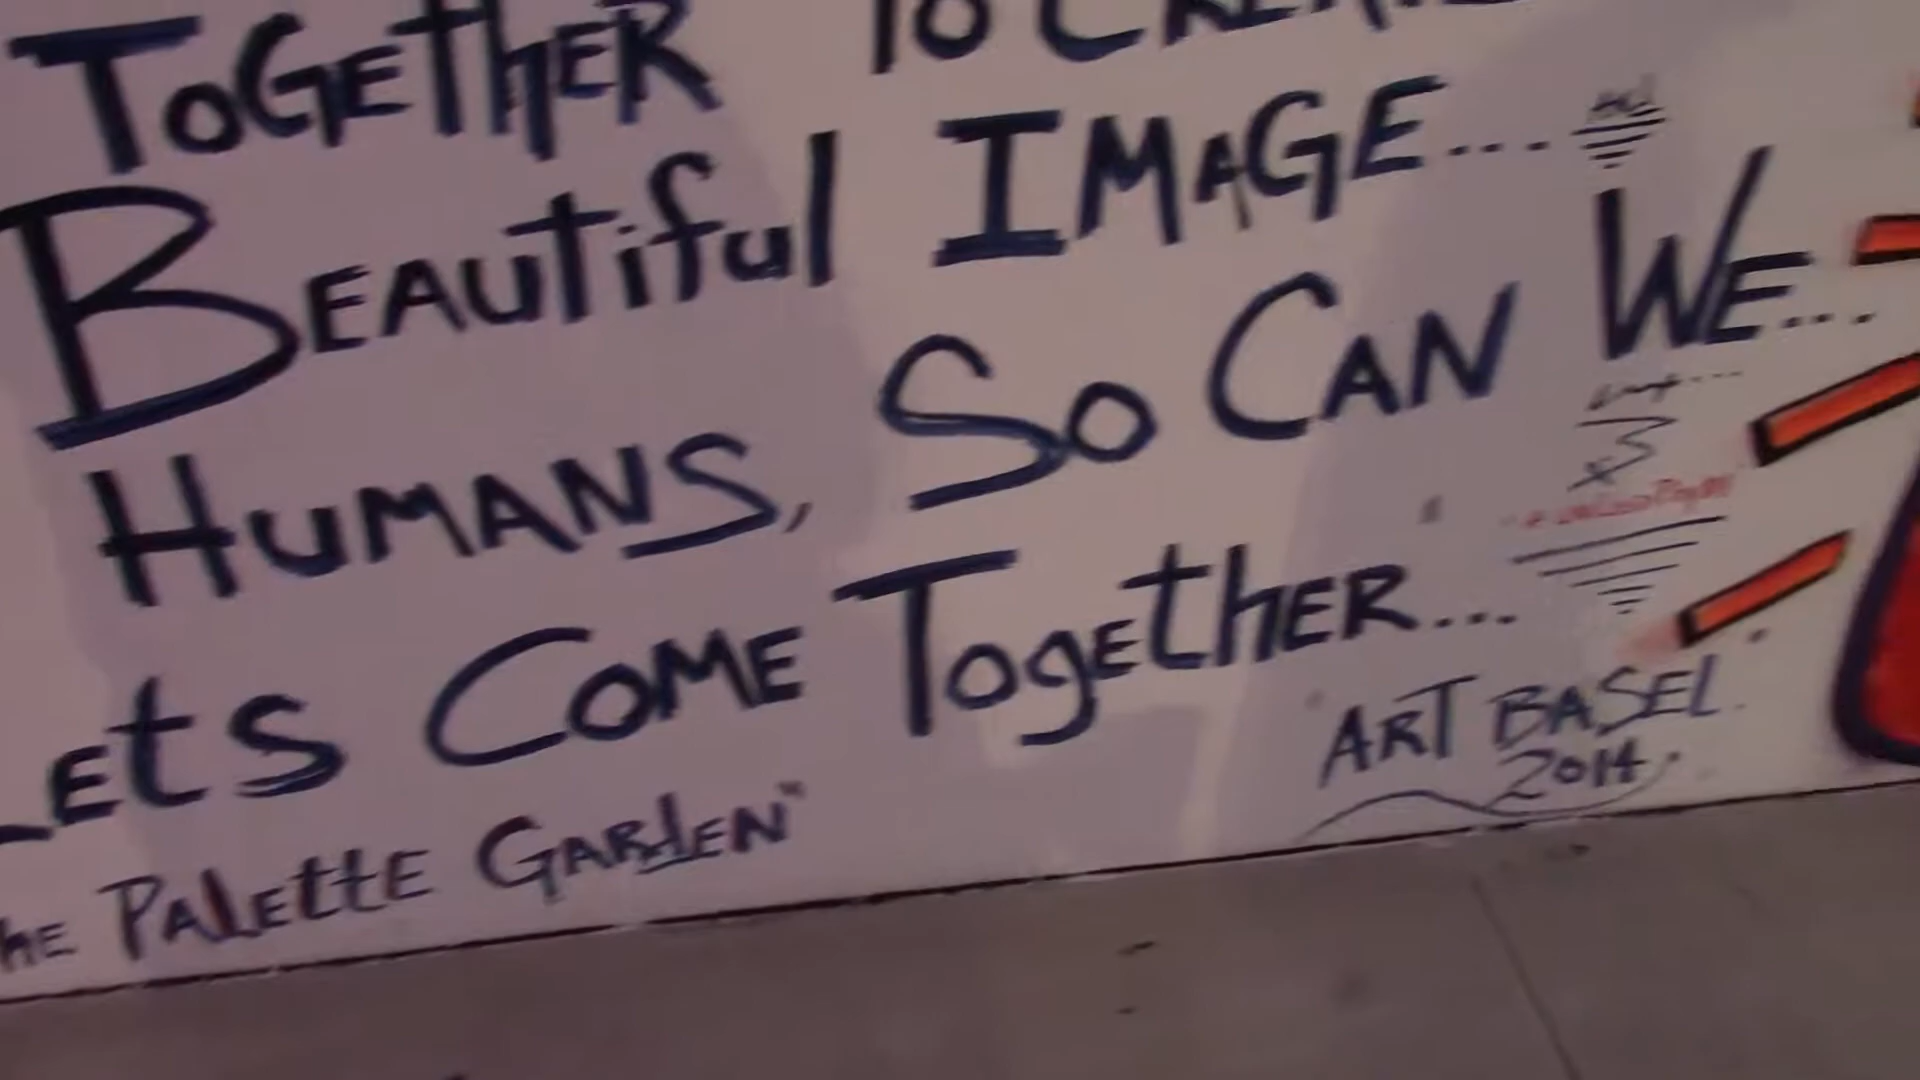 TOGEthER TO CREATE
BEAUtiful IMAGE...
HUMANS, SO CAN WE...
Lets COME TogethER...
thE PALEttE GARdEN"
ART BASEL
2014